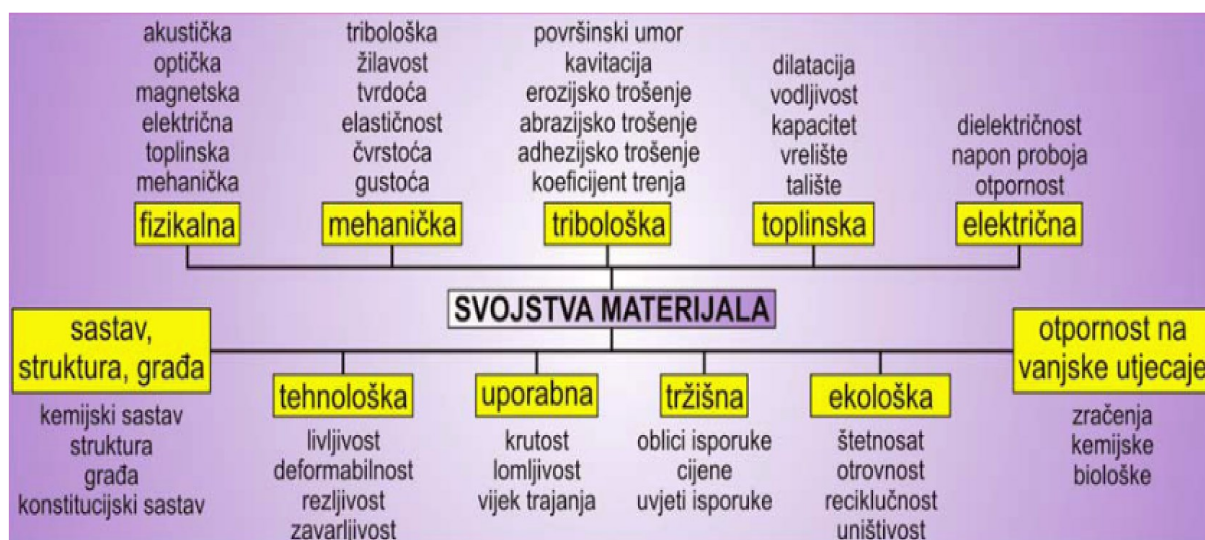 akustička
optička
magnetska
električna
toplinska
mehanička
fizikalna
tribološka
žilavost
tvrdoća
elastičnost
čvrstoća
gustoća
mehanička
površinski umor
kavitacija
erozijsko trošenje
abrazijsko trošenje
adhezijsko trošenje
koeficijent trenja
tribološka
dilatacija
vodljivost
kapacitet
vrelište
talište
toplinska
dielektričnost
napon proboja
otpornost
električna
SVOJSTVA MATERIJALA
sastav,
struktura, građa
kemijski sastav
struktura
građa
konstitucijski sastav
tehnološka
livljivost
deformabilnost
rezljivost
zavarljivost
uporabna
krutost
lomljivost
vijek trajanja
tržišna
oblici isporuke
cijene
uvjeti isporuke
ekološka
štetnosat
otrovnost
reciklučnost
uništivost
otpornost na
vanjske utjecaje
zračenja
kemijske
biološke